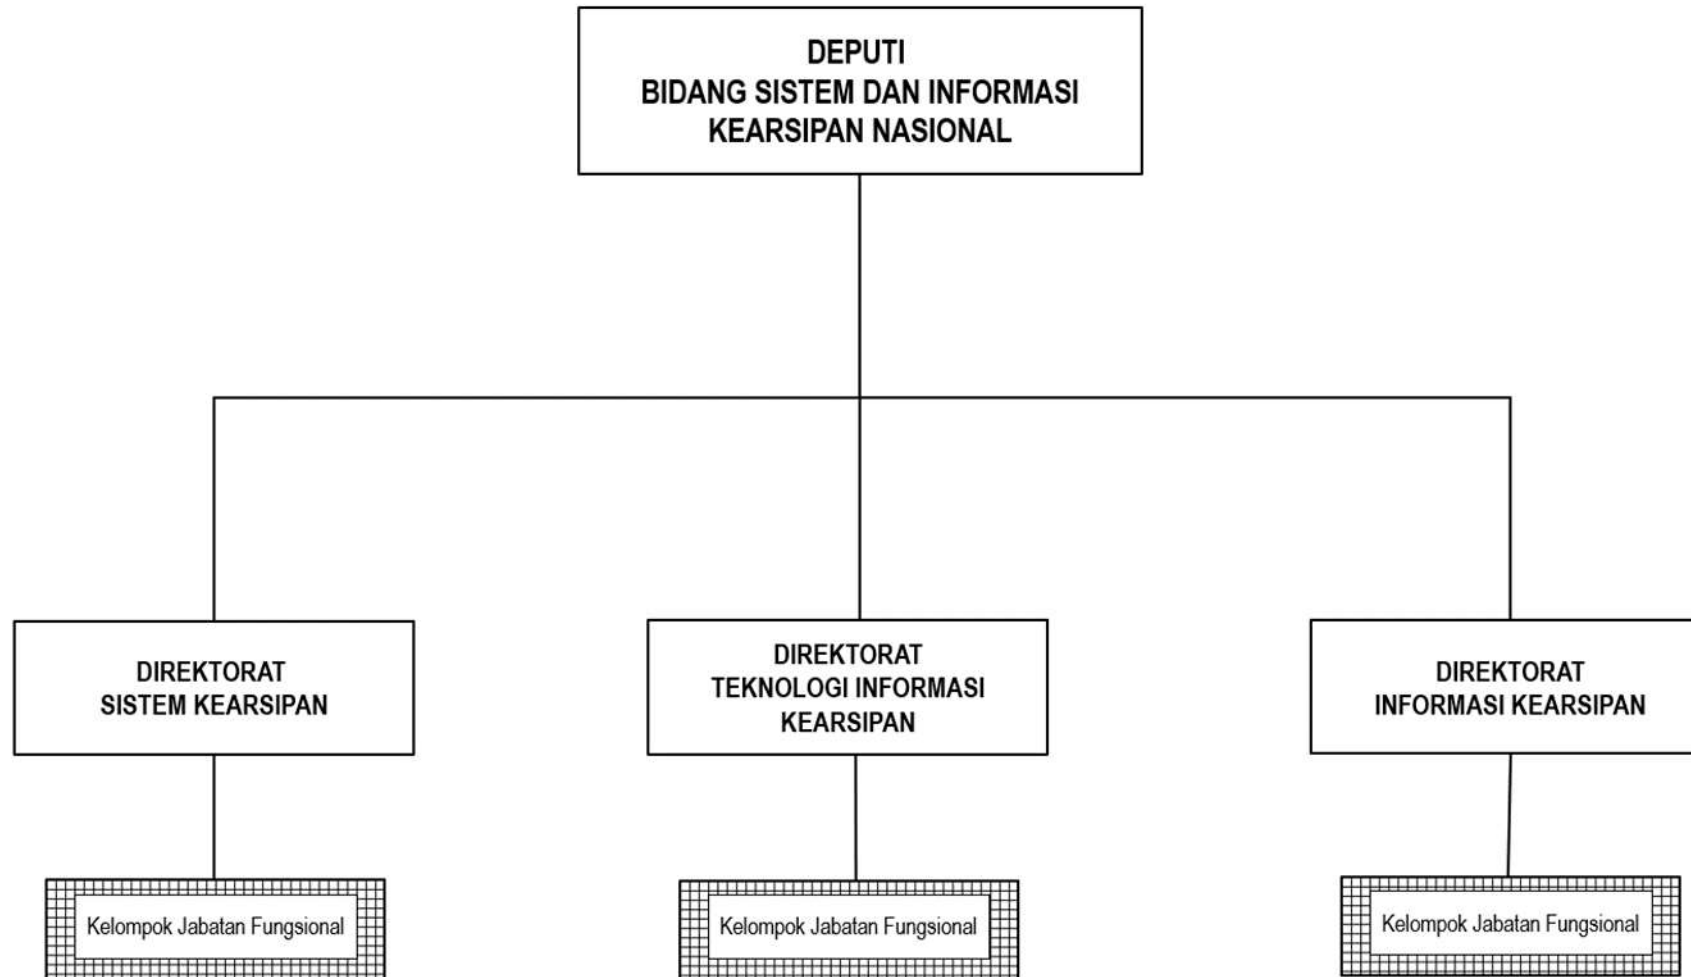 DEPUTI
BIDANG SISTEM DAN INFORMASI
KEARSIPAN NASIONAL
DIREKTORAT
SISTEM KEARSIPAN
DIREKTORAT
TEKNOLOGI INFORMASI
KEARSIPAN
DIREKTORAT
INFORMASI KEARSIPAN
Kelompok Jabatan Fungsional
Kelompok Jabatan Fungsional
Kelompok Jabatan Fungsional